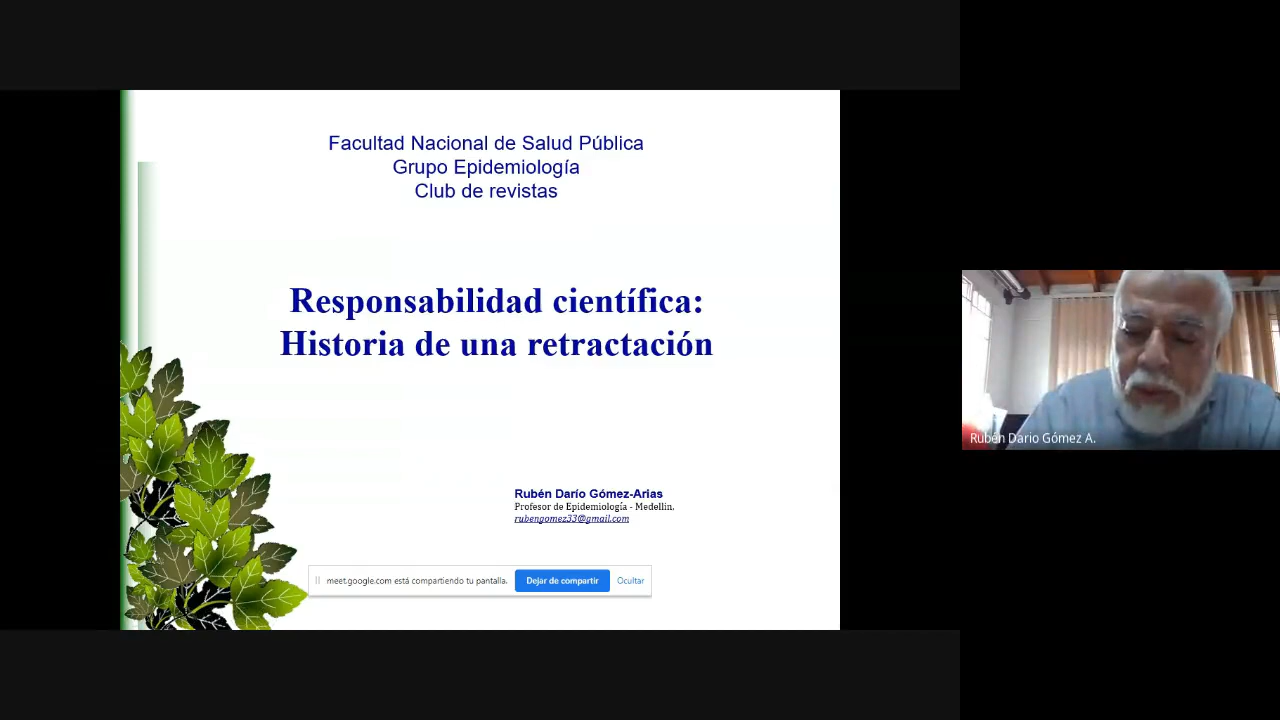 Facultad Nacional de Salud Pública
Grupo Epidemiología
Club de revistas
Responsabilidad científica:
Historia de una retractación
Rubén Darío Gómez-Arias
Profesor de Epidemiología - Medellin,
rubengomez33@gmail.com
meet.google.com está compartiendo tu pantalla.
Dejar de compartir
Ocultar
Rubén Dario Gómez A.